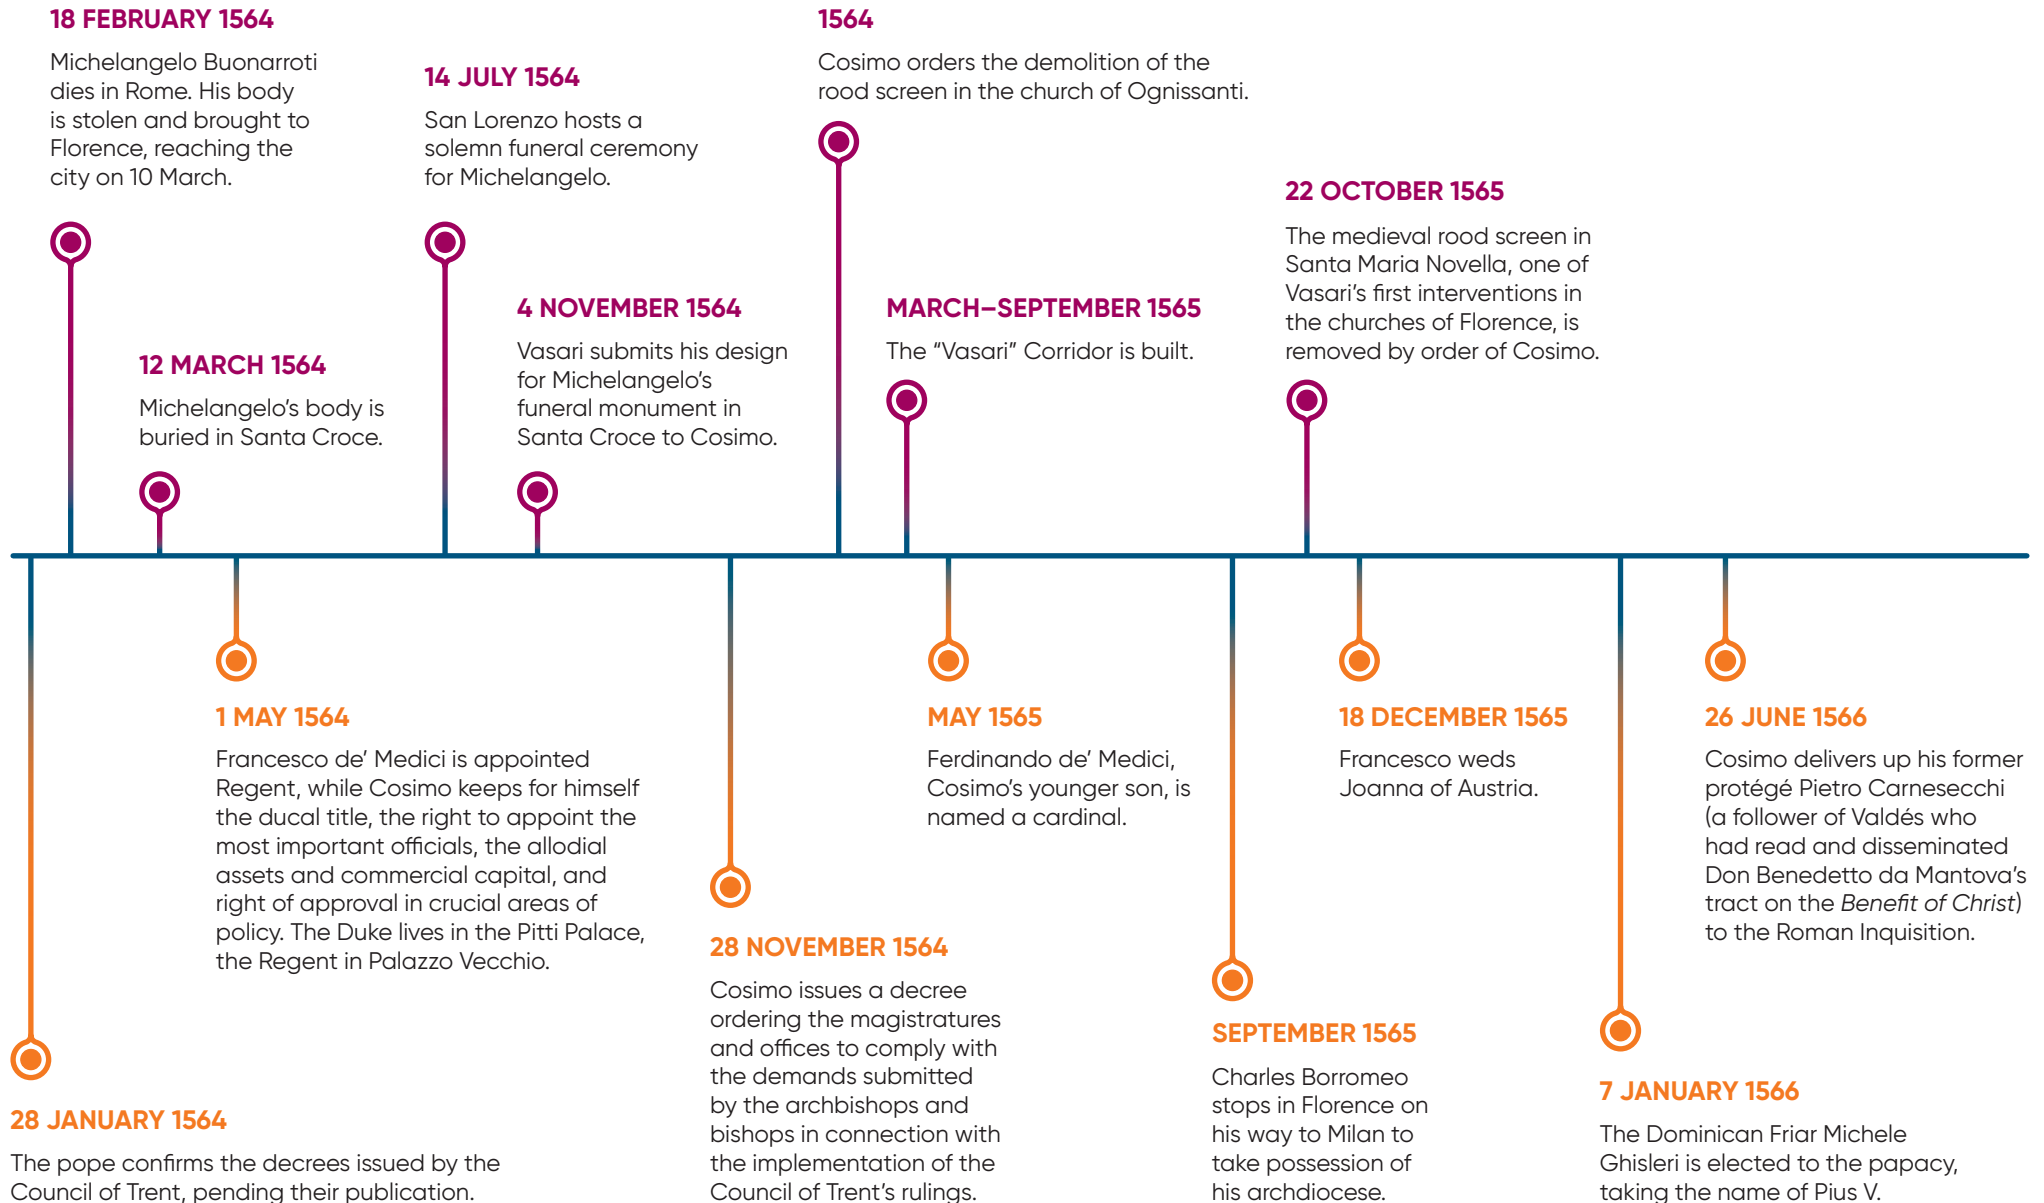 18 FEBRUARY 1564
Michelangelo Buonarroti
dies in Rome. His body
is stolen and brought to
Florence, reaching the
city on 10 March.
12 MARCH 1564
Michelangelo’s body is
buried in Santa Croce.
14 JULY 1564
San Lorenzo hosts a
solemn funeral ceremony
for Michelangelo.
4 NOVEMBER 1564
Vasari submits his design
for Michelangelo’s
funeral monument in
Santa Croce to Cosimo.
1564
Cosimo orders the demolition of the
rood screen in the church of Ognissanti.
MARCH–SEPTEMBER 1565
The “Vasari” Corridor is built.
22 OCTOBER 1565
The medieval rood screen in
Santa Maria Novella, one of
Vasari’s first interventions in
the churches of Florence, is
removed by order of Cosimo.
28 JANUARY 1564
The pope confirms the decrees issued by the
Council of Trent, pending their publication.
1 MAY 1564
Francesco de’ Medici is appointed
Regent, while Cosimo keeps for himself
the ducal title, the right to appoint the
most important officials, the allodial
assets and commercial capital, and
right of approval in crucial areas of
policy. The Duke lives in the Pitti Palace,
the Regent in Palazzo Vecchio.
28 NOVEMBER 1564
Cosimo issues a decree
ordering the magistratures
and offices to comply with
the demands submitted
by the archbishops and
bishops in connection with
the implementation of the
Council of Trent’s rulings.
MAY 1565
Ferdinando de’ Medici,
Cosimo’s younger son, is
named a cardinal.
SEPTEMBER 1565
Charles Borromeo
stops in Florence on
his way to Milan to
take possession of
his archdiocese.
18 DECEMBER 1565
Francesco weds
Joanna of Austria.
7 JANUARY 1566
The Dominican Friar Michele
Ghisleri is elected to the papacy,
taking the name of Pius V.
26 JUNE 1566
Cosimo delivers up his former
protégé Pietro Carnesecchi
(a follower of Valdés who
had read and disseminated
Don Benedetto da Mantova’s
tract on the Benefit of Christ)
to the Roman Inquisition.